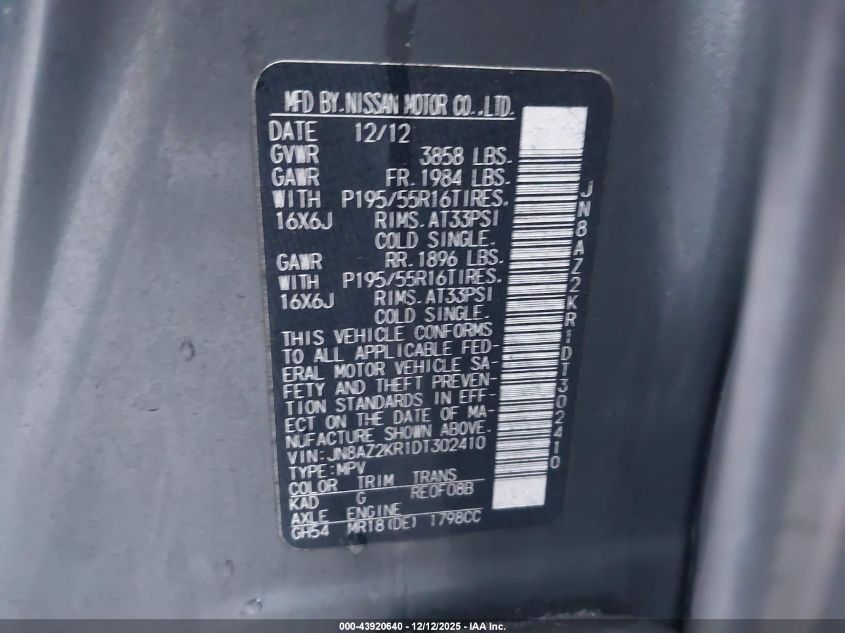 MFD BY.NISSAN MOTOR CO.,LTD.
DATE 12/12
GVWR 3858 LBS.
GAWR FR. 1984 LBS.
WITH P195/55R16TIRES.
16X6J RIMS. AT33PSI
COLD SINGLE.
GAWR RR. 1896 LBS.
WITH P195/55R16TIRES.
16X6J RIMS. AT33PSI
COLD SINGLE.
THIS VEHICLE CONFORMS
TO ALL APPLICABLE FED-
ERAL MOTOR VEHICLE SA-
FETY AND THEFT PREVEN-
TION STANDARDS IN EFF-
ECT ON THE DATE OF MA-
NUFACTURE SHOWN ABOVE.
VIN:JN8AZ2KR1DT302410
TYPE:MPV
COLOR TRIM TRANS
KAD G RE0F08B
AXLE ENGINE
GH54 MR18(DE) 1798CC
JN8AZ2KR1DT302410
000-43920640 - 12/12/2025 - IAA Inc.